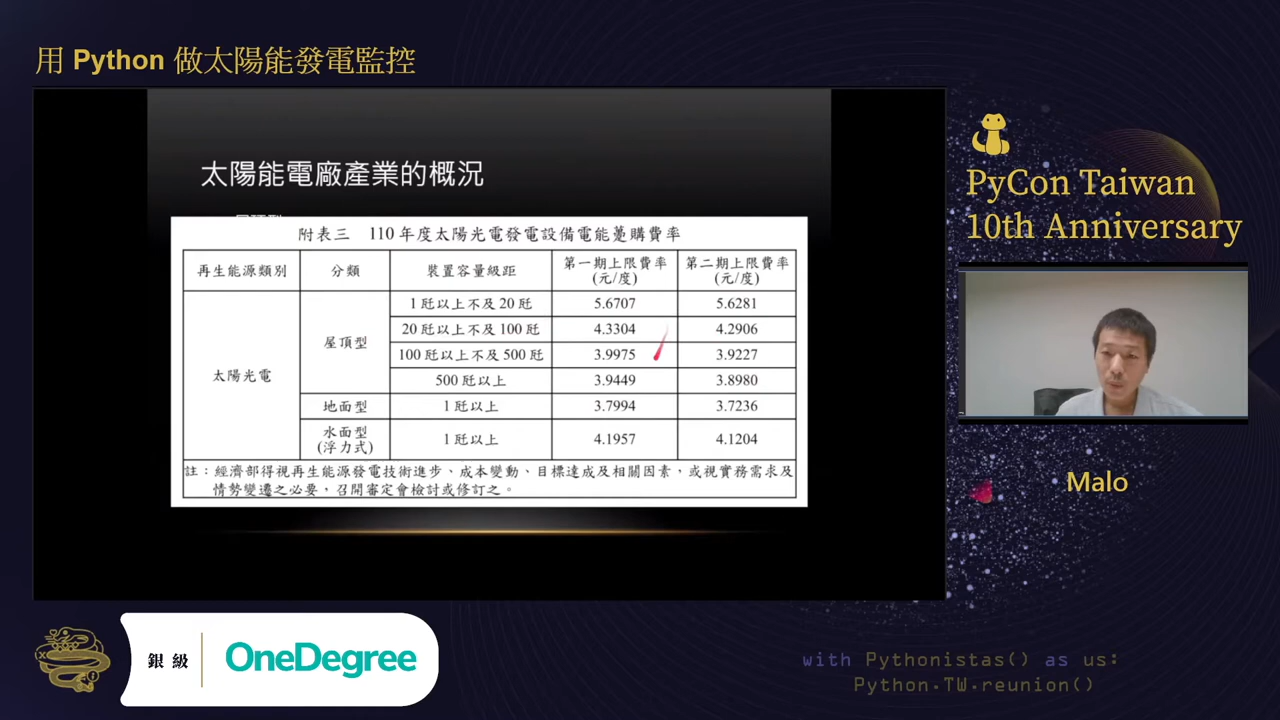 用 Python 做太陽能發電監控
太陽能電廠產業的概況
附表三 110 年度太陽光電發電設備電能躉購費率
再生能源類別 分類 裝置容量級距 第一期上限費率 (元/度) 第二期上限費率 (元/度)
太陽光電
屋頂型
1 瓩以上不及 20 瓩 5.6707 5.6281
20 瓩以上不及 100 瓩 4.3304 4.2906
100 瓩以上不及 500 瓩 3.9975 3.9227
500 瓩以上 3.9449 3.8980
地面型 1 瓩以上 3.7994 3.7236
水面型 (浮力式) 1 瓩以上 4.1957 4.1204
註：經濟部得視再生能源發電技術進步、成本變動、目標達成及相關因素，或視實務需求及
情勢變遷之必要，召開審定會檢討或修訂之。
PyCon Taiwan
10th Anniversary
Malo
銀級 OneDegree
with Pythonistas() as us:
Python.TW.reunion()